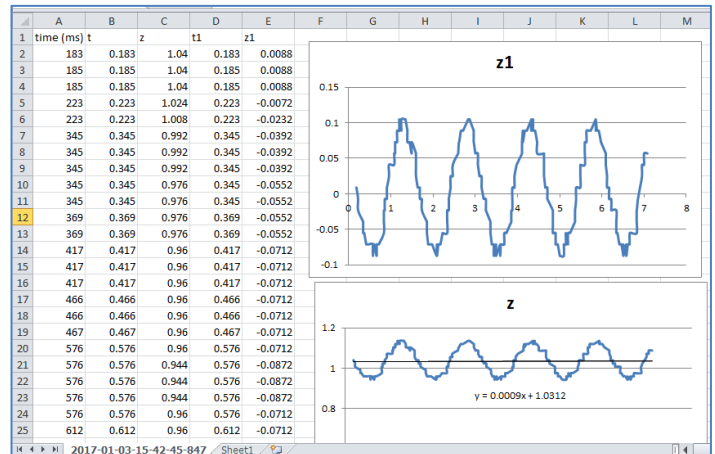 A B C D E F G H I J K L M
1 time (ms) t z t1 z1
2 183 0.183 1.04 0.183 0.0088
3 185 0.185 1.04 0.185 0.0088
4 185 0.185 1.04 0.185 0.0088
5 223 0.223 1.024 0.223 -0.0072
6 223 0.223 1.008 0.223 -0.0232
7 345 0.345 0.992 0.345 -0.0392
8 345 0.345 0.992 0.345 -0.0392
9 345 0.345 0.992 0.345 -0.0392
10 345 0.345 0.976 0.345 -0.0552
11 345 0.345 0.976 0.345 -0.0552
12 369 0.369 0.976 0.369 -0.0552
13 369 0.369 0.976 0.369 -0.0552
14 417 0.417 0.96 0.417 -0.0712
15 417 0.417 0.96 0.417 -0.0712
16 417 0.417 0.96 0.417 -0.0712
17 466 0.466 0.96 0.466 -0.0712
18 466 0.466 0.96 0.466 -0.0712
19 467 0.467 0.96 0.467 -0.0712
20 576 0.576 0.96 0.576 -0.0712
21 576 0.576 0.944 0.576 -0.0872
22 576 0.576 0.944 0.576 -0.0872
23 576 0.576 0.944 0.576 -0.0872
24 576 0.576 0.96 0.576 -0.0712
25 612 0.612 0.96 0.612 -0.0712
z1
0.15
0.1
0.05
0
0 1 2 3 4 5 6 7 8
-0.05
-0.1
z
1.2
1
y = 0.0009x + 1.0312
0.8
2017-01-03-15-42-45-847 Sheet1